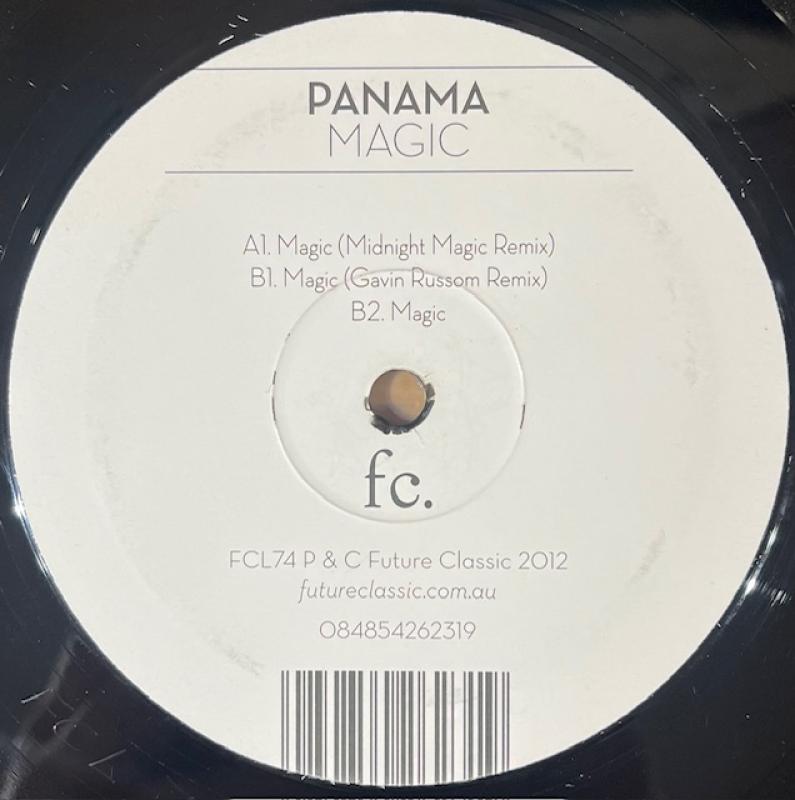 PANAMA
MAGIC
A1. Magic (Midnight Magic Remix)
B1. Magic (Gavin Russom Remix)
B2. Magic
fc.
FCL74 P & C Future Classic 2012
futureclassic.com.au
084854262319